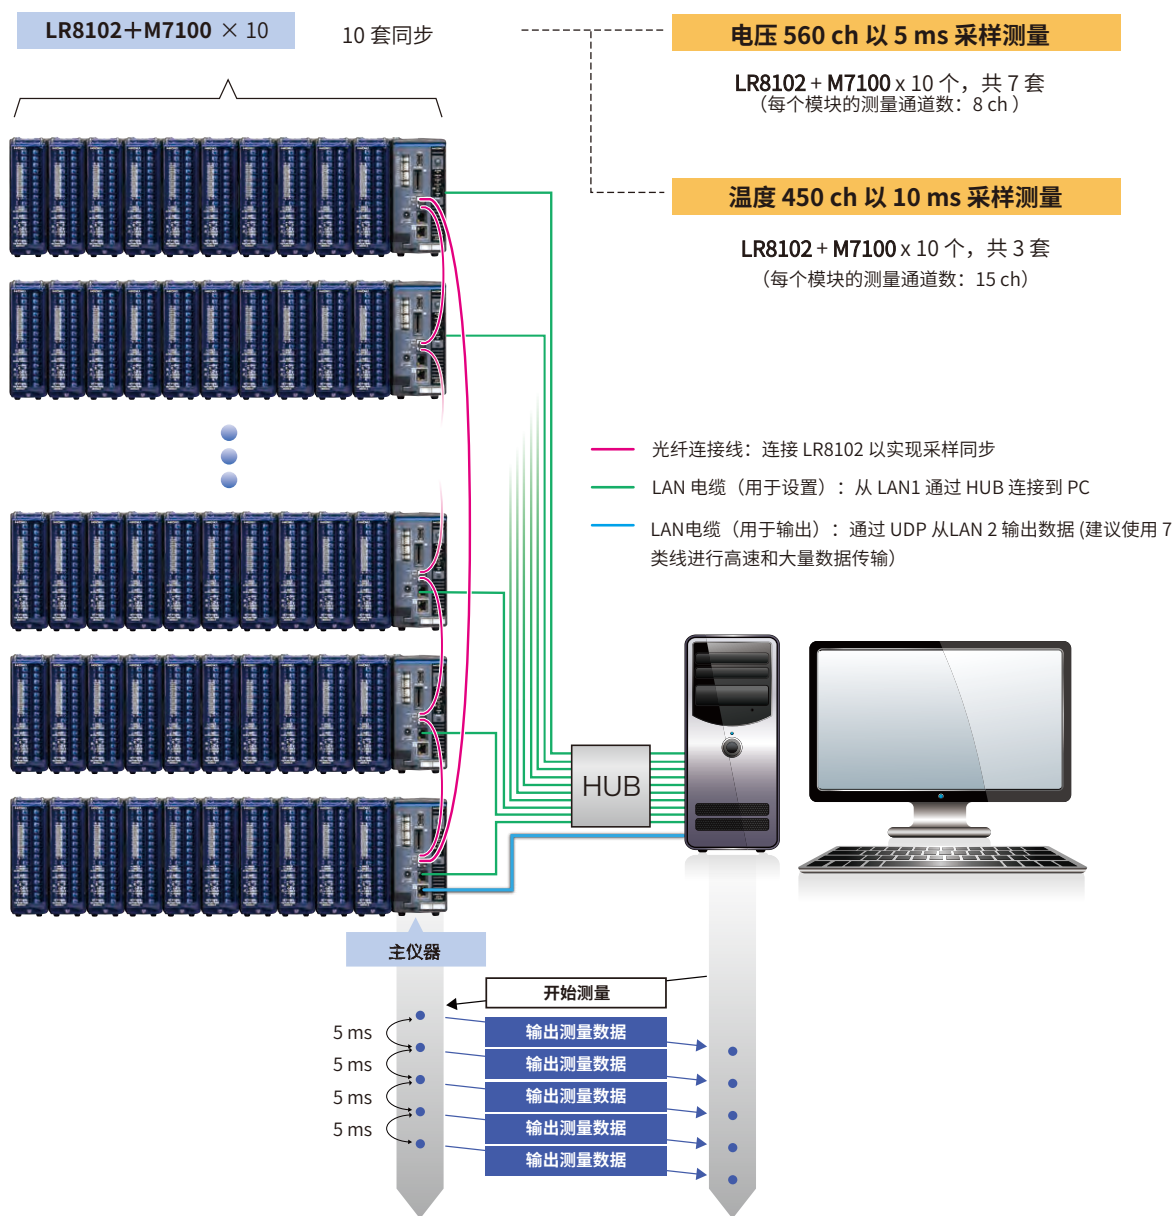 LR8102＋M7100 × 10
10 套同步
电压 560 ch 以 5 ms 采样测量
LR8102 + M7100 x 10 个，共 7 套
（每个模块的测量通道数：8 ch ）
温度 450 ch 以 10 ms 采样测量
LR8102 + M7100 x 10 个，共 3 套
（每个模块的测量通道数：15 ch）
光纤连接线：连接 LR8102 以实现采样同步
LAN 电缆（用于设置）：从 LAN1 通过 HUB 连接到 PC
LAN电缆（用于输出）：通过 UDP 从LAN 2 输出数据 (建议使用 7
类线进行高速和大量数据传输）
HUB
主仪器
开始测量
输出测量数据
5 ms
输出测量数据
5 ms
输出测量数据
5 ms
输出测量数据
5 ms
输出测量数据